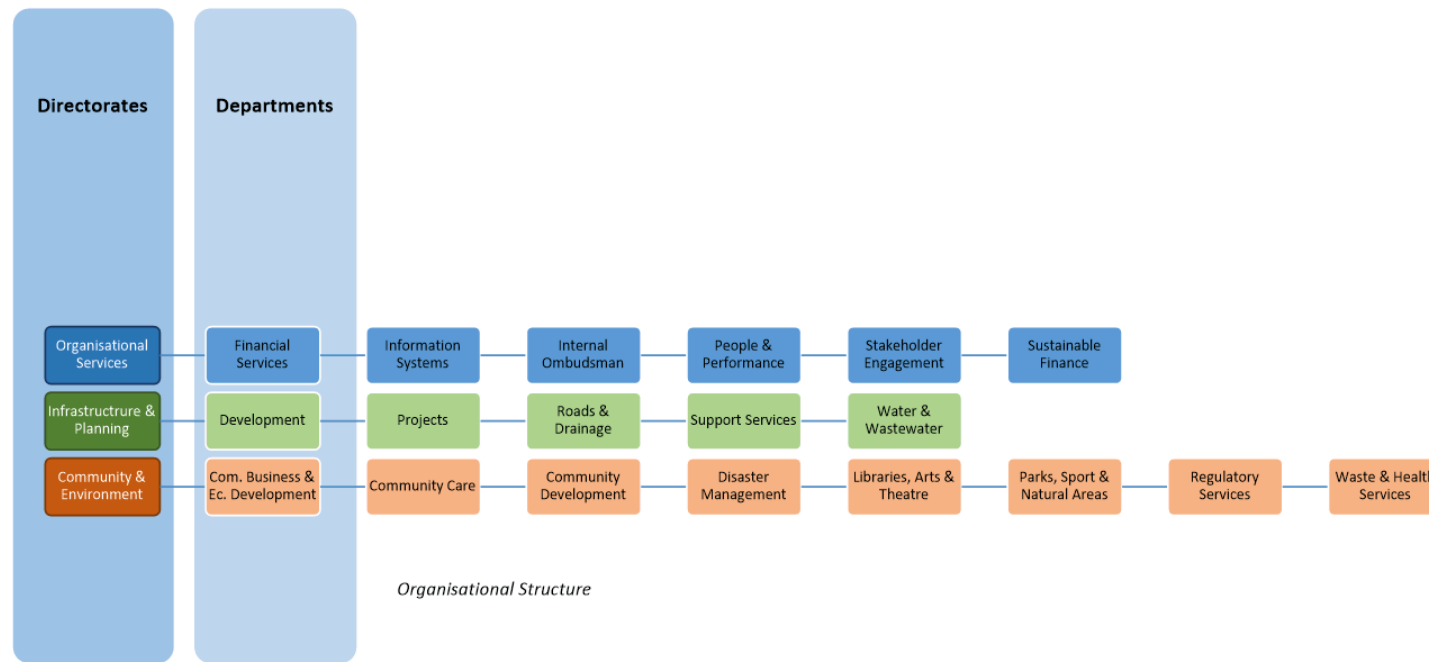 Directorates
Departments
Organisational
Services
Financial
Services
Information
Systems
Internal
Ombudsman
People &
Performance
Stakeholder
Engagement
Sustainable
Finance
Infrastructrure &
Planning
Development
Projects
Roads &
Drainage
Support Services
Water &
Wastewater
Community &
Environment
Com. Business &
Ec. Development
Community Care
Community
Development
Disaster
Management
Libraries, Arts &
Theatre
Parks, Sport &
Natural Areas
Regulatory
Services
Waste & Health
Services
Organisational Structure